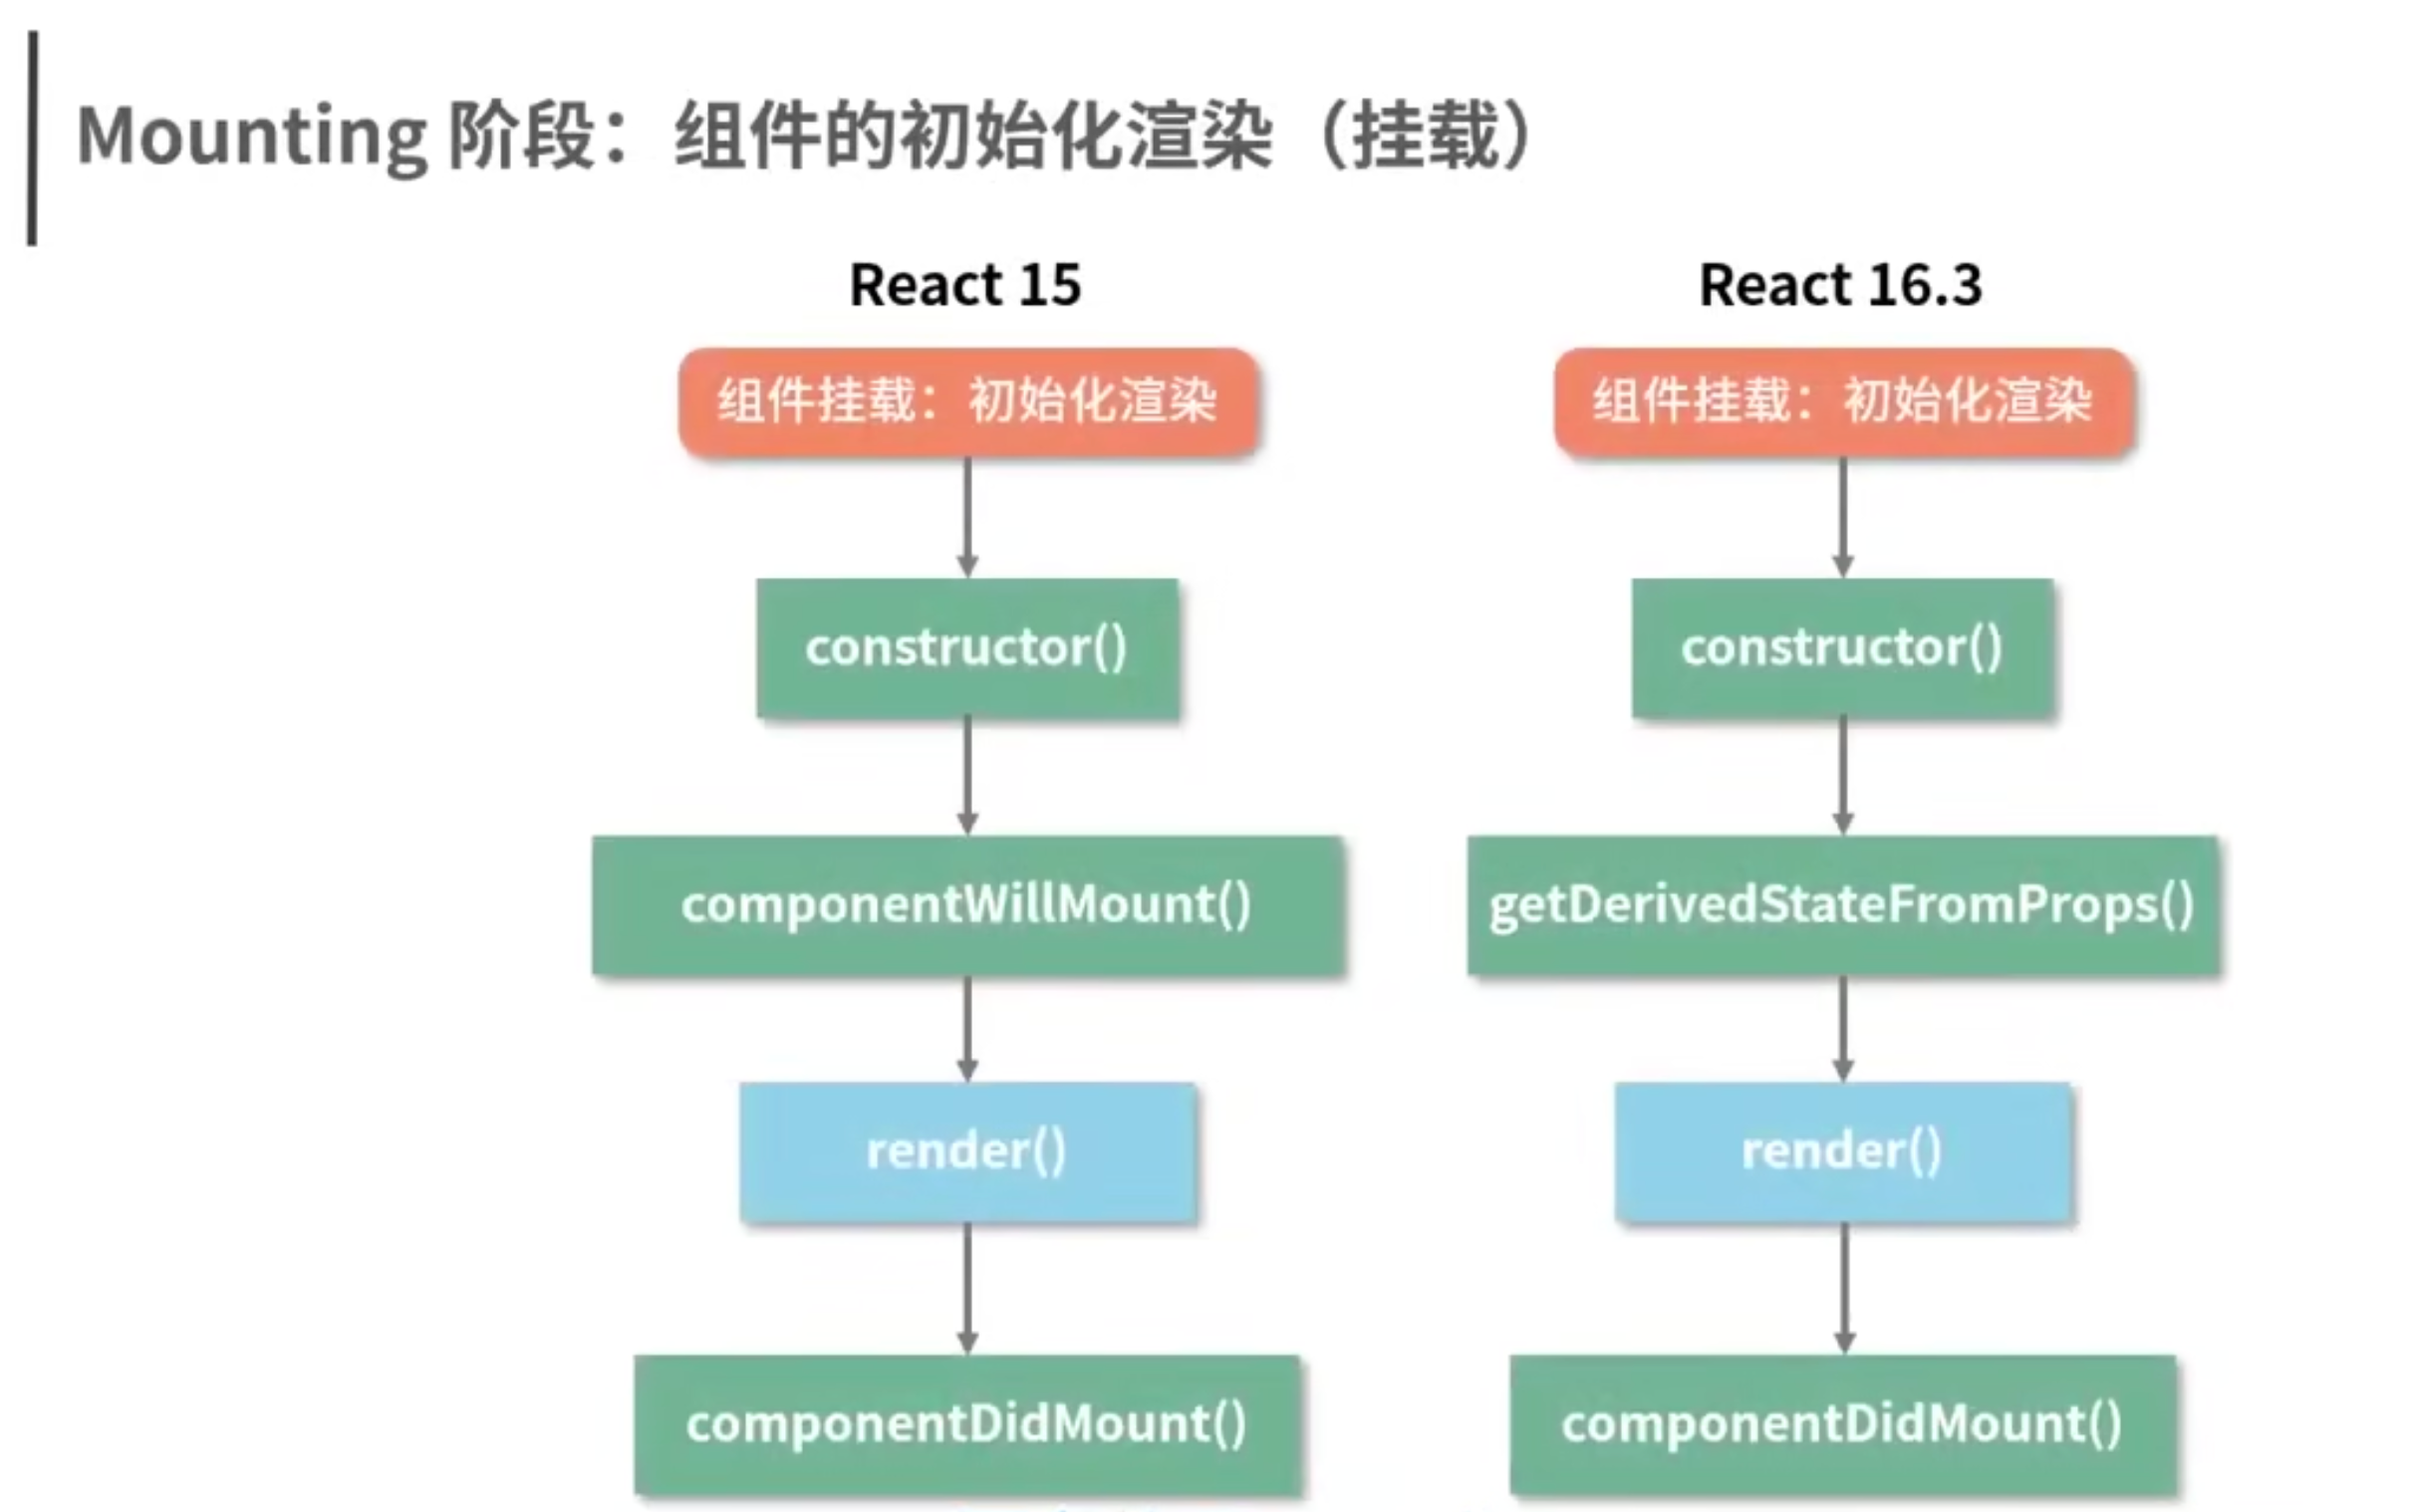 Mounting 阶段：组件的初始化渲染（挂载）
React 15
React 16.3
组件挂载：初始化渲染
组件挂载：初始化渲染
constructor()
constructor()
componentWillMount()
getDerivedStateFromProps()
render()
render()
componentDidMount()
componentDidMount()